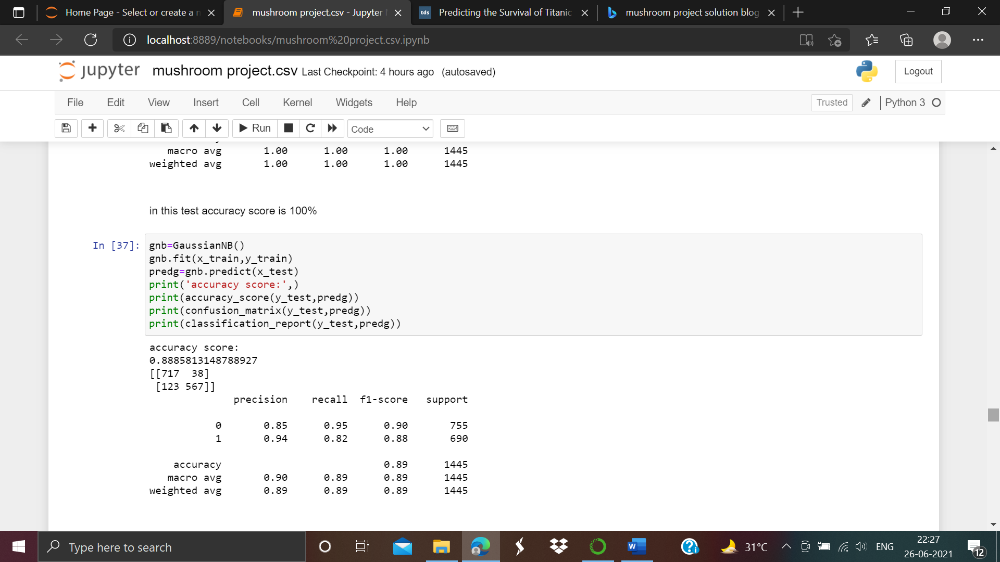 Home Page - Select or create a n
mushroom project.csv - Jupyter
tds Predicting the Survival of Titanic
mushroom project solution blog
localhost:8889/notebooks/mushroom%20project.csv.ipynb
jupyter mushroom project.csv Last Checkpoint: 4 hours ago (autosaved)
Logout
File Edit View Insert Cell Kernel Widgets Help
Trusted Python 3
Run Code
macro avg 1.00 1.00 1.00 1445
weighted avg 1.00 1.00 1.00 1445
in this test accuracy score is 100%
In [37]: gnb=GaussianNB()
gnb.fit(x_train,y_train)
predg=gnb.predict(x_test)
print('accuracy score:',)
print(accuracy_score(y_test,predg))
print(confusion_matrix(y_test,predg))
print(classification_report(y_test,predg))
accuracy score:
0.8885813148788927
[[717 38]
[123 567]]
precision recall f1-score support
0 0.85 0.95 0.90 755
1 0.94 0.82 0.88 690
accuracy 0.89 1445
macro avg 0.90 0.89 0.89 1445
weighted avg 0.89 0.89 0.89 1445
Type here to search
W
31°C
ENG
22:27
26-06-2021
12